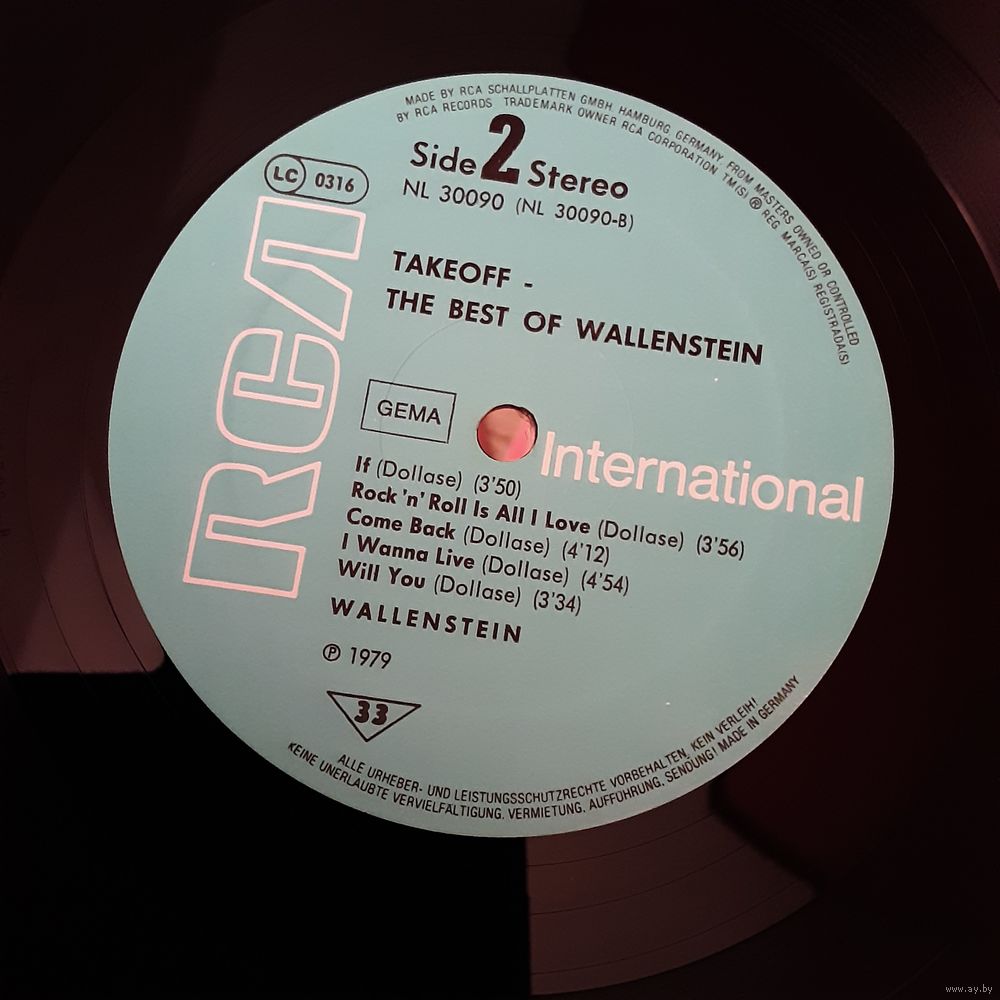 MADE BY RCA SCHALLPLATTEN GMBH HAMBURG GERMANY FROM MASTERS OWNED OR CONTROLLED
BY RCA RECORDS TRADEMARK OWNER RCA CORPORATION TM(S) ® REG MARCA(S) REGISTRADA(S)
Side 2 Stereo
LC 0316
NL 30090 (NL 30090-B)
RCA
TAKEOFF -
THE BEST OF WALLENSTEIN
GEMA
International
If (Dollase) (3'50)
Rock 'n' Roll Is All I Love (Dollase) (3'56)
Come Back (Dollase) (4'12)
I Wanna Live (Dollase) (4'54)
Will You (Dollase) (3'34)
WALLENSTEIN
℗ 1979
33
ALLE URHEBER- UND LEISTUNGSSCHUTZRECHTE VORBEHALTEN, KEIN VERLEIH!
KEINE UNERLAUBTE VERVIELFÄLTIGUNG, VERMIETUNG, AUFFÜHRUNG, SENDUNG! MADE IN GERMANY
www.ay.by